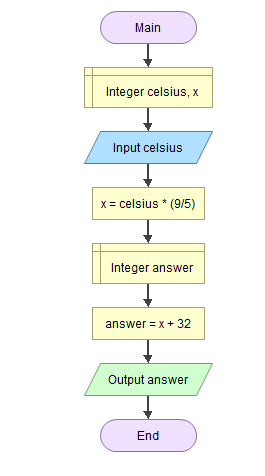 Main
Integer celsius, x
Input celsius
x = celsius * (9/5)
Integer answer
answer = x + 32
Output answer
End